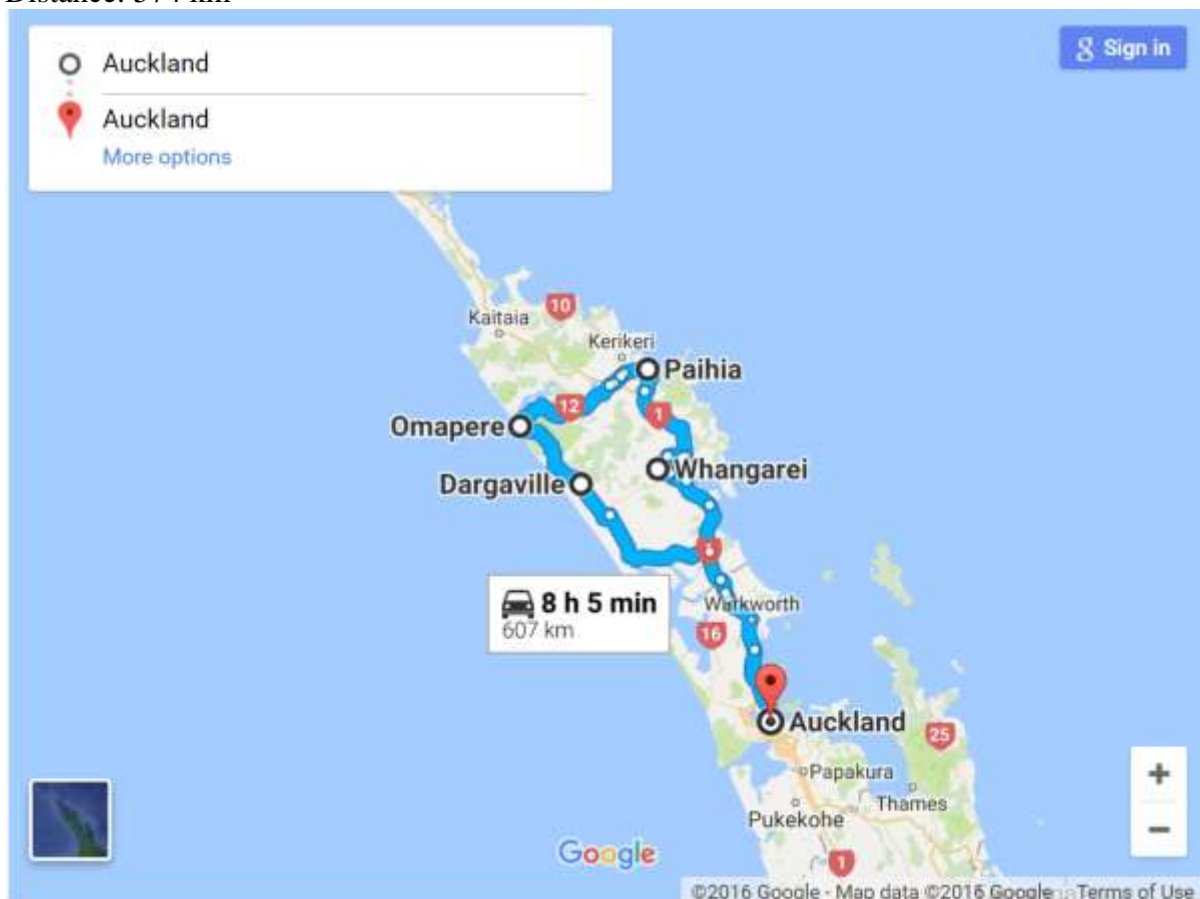 Auckland
Sign in
Auckland
More options
10
Kaitaia
Kerikeri
Paihia
12
1
Omapere
Whangarei
Dargaville
8 h 5 min
607 km
Warkworth
16
Auckland
25
Papakura
Thames
Pukekohe
Google
1
©2016 Google - Map data ©2016 Google
Terms of Use